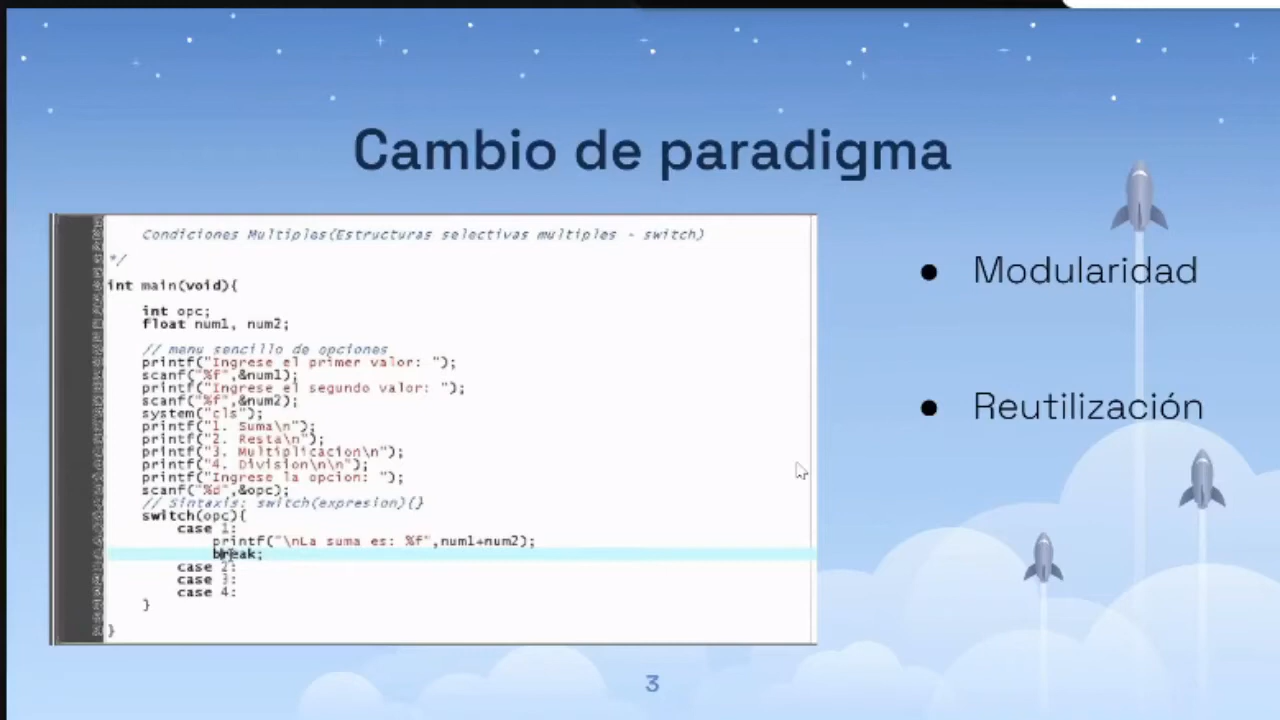 Cambio de paradigma
Condiciones Multiples(Estructuras selectivas multiples - switch)
*/
int main(void){
int opc;
float num1, num2;
// menu sencillo de opciones
printf("Ingrese el primer valor: ");
scanf("%f",&num1);
printf("Ingrese el segundo valor: ");
scanf("%f",&num2);
system("cls");
printf("1. Suma\n");
printf("2. Resta\n");
printf("3. Multiplicacion\n");
printf("4. Division\n\n");
printf("Ingrese la opcion: ");
scanf("%d",&opc);
// Sintaxis: switch(expresion){}
switch(opc){
case 1:
printf("\nLa suma es: %f",num1+num2);
break;
case 2:
case 3:
case 4:
}
}
● Modularidad
● Reutilización
3